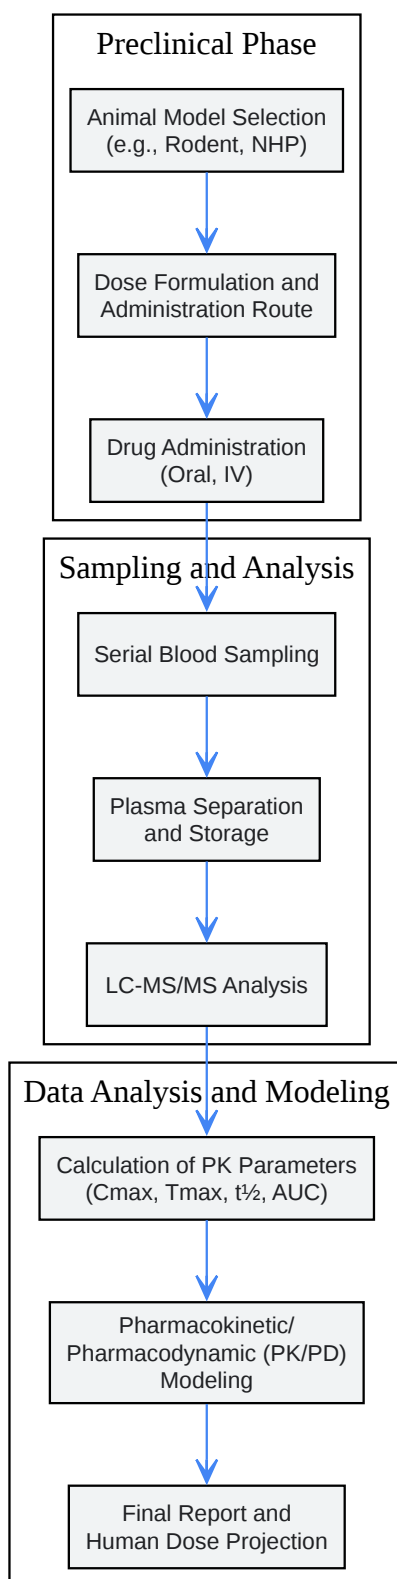 Preclinical Phase
Animal Model Selection
(e.g., Rodent, NHP)
Dose Formulation and
Administration Route
Drug Administration
(Oral, IV)
Sampling and Analysis
Serial Blood Sampling
Plasma Separation
and Storage
LC-MS/MS Analysis
Data Analysis and Modeling
Calculation of PK Parameters
(Cmax, Tmax, t½, AUC)
Pharmacokinetic/
Pharmacodynamic (PK/PD)
Modeling
Final Report and
Human Dose Projection